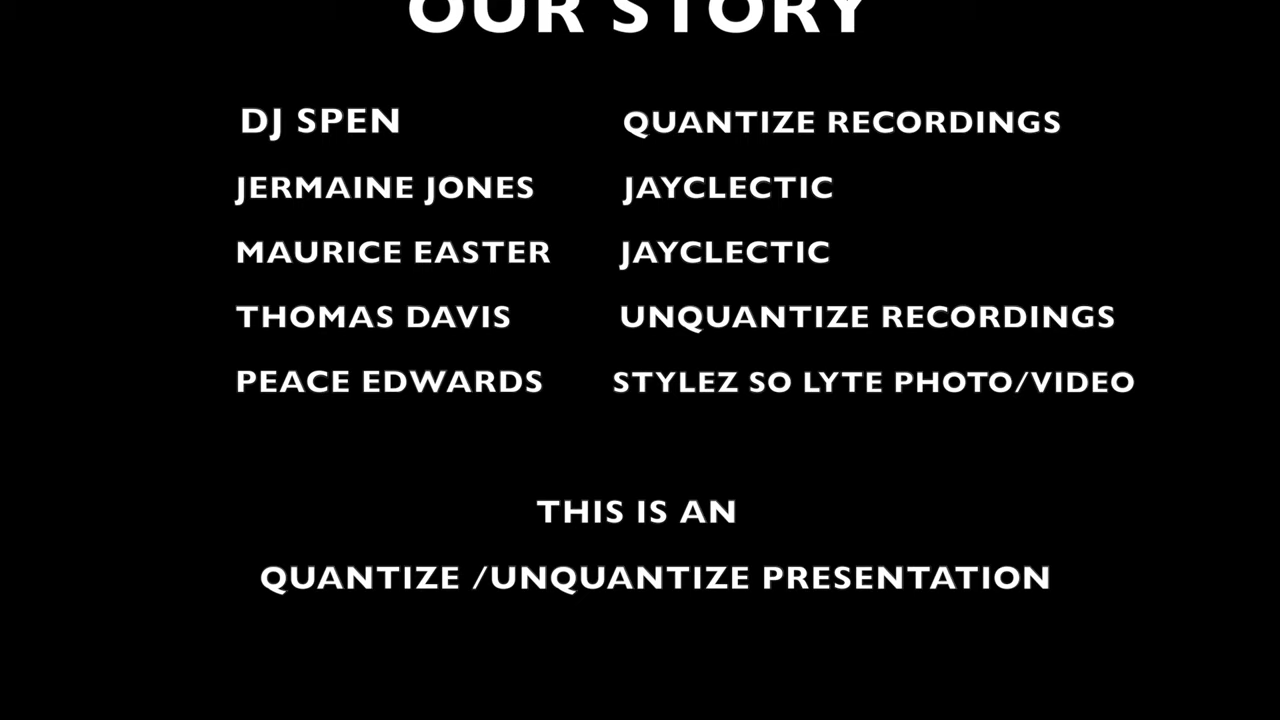 OUR STORY
DJ SPEN QUANTIZE RECORDINGS
JERMAINE JONES JAYCLECTIC
MAURICE EASTER JAYCLECTIC
THOMAS DAVIS UNQUANTIZE RECORDINGS
PEACE EDWARDS STYLEZ SO LYTE PHOTO/VIDEO
THIS IS AN
QUANTIZE /UNQUANTIZE PRESENTATION